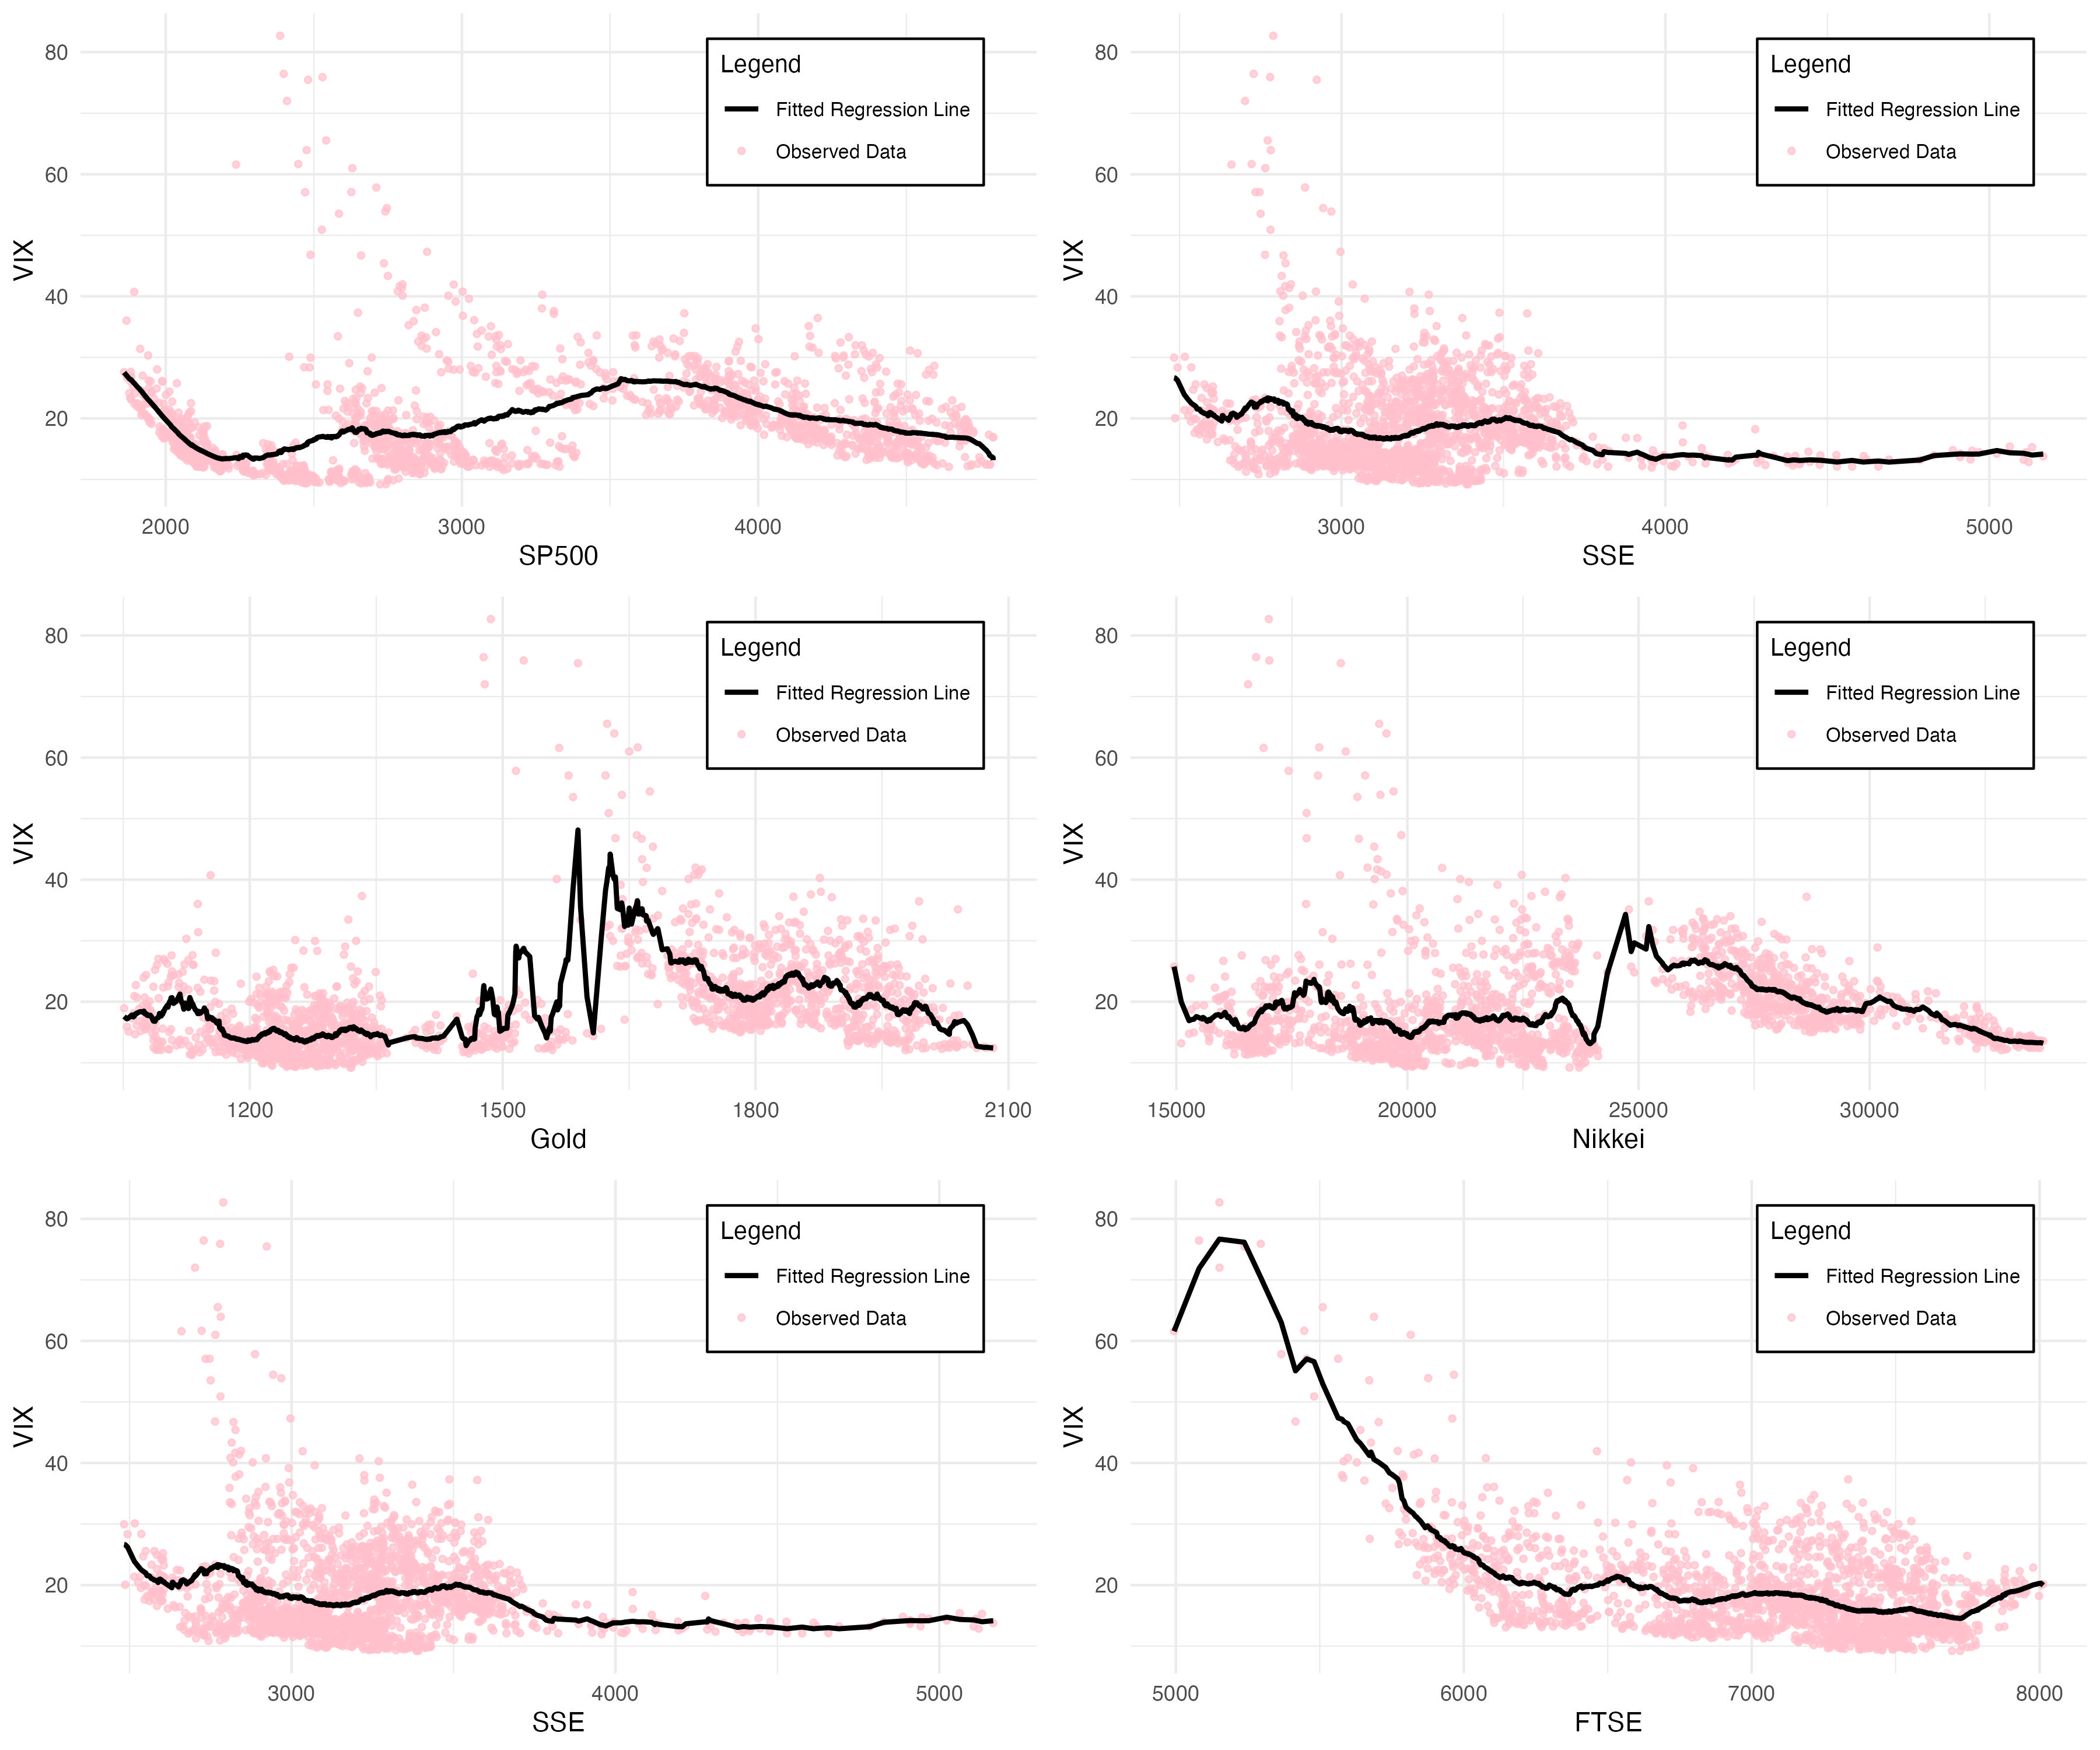 VIX
80
60
40
20
2000 3000 4000
SP500
Legend
Fitted Regression Line
Observed Data
VIX
80
60
40
20
3000 4000 5000
SSE
Legend
Fitted Regression Line
Observed Data
VIX
80
60
40
20
1200 1500 1800 2100
Gold
Legend
Fitted Regression Line
Observed Data
VIX
80
60
40
20
15000 20000 25000 30000
Nikkei
Legend
Fitted Regression Line
Observed Data
VIX
80
60
40
20
3000 4000 5000
SSE
Legend
Fitted Regression Line
Observed Data
VIX
80
60
40
20
5000 6000 7000 8000
FTSE
Legend
Fitted Regression Line
Observed Data